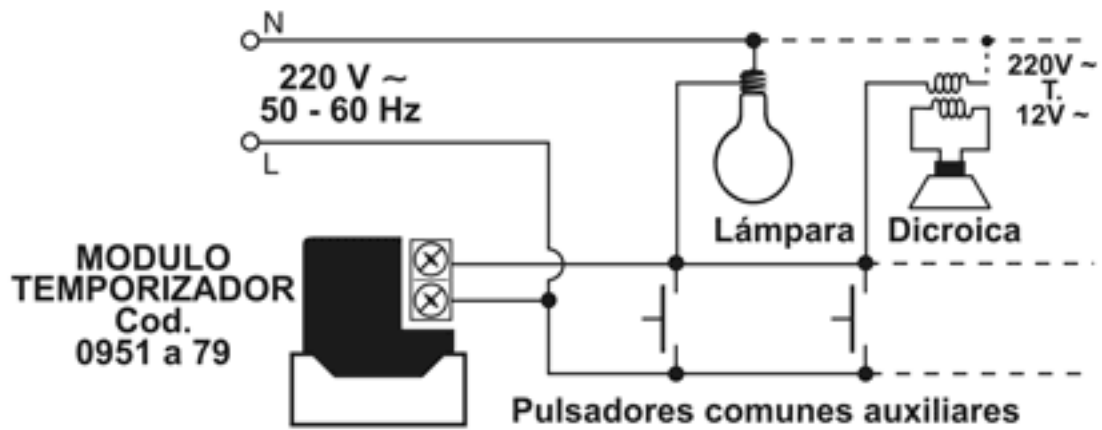 N
220 V ~
50 - 60 Hz
L
220V ~
T.
12V ~
Lámpara
Dicroica
MODULO
TEMPORIZADOR
Cod.
0951 a 79
Pulsadores comunes auxiliares